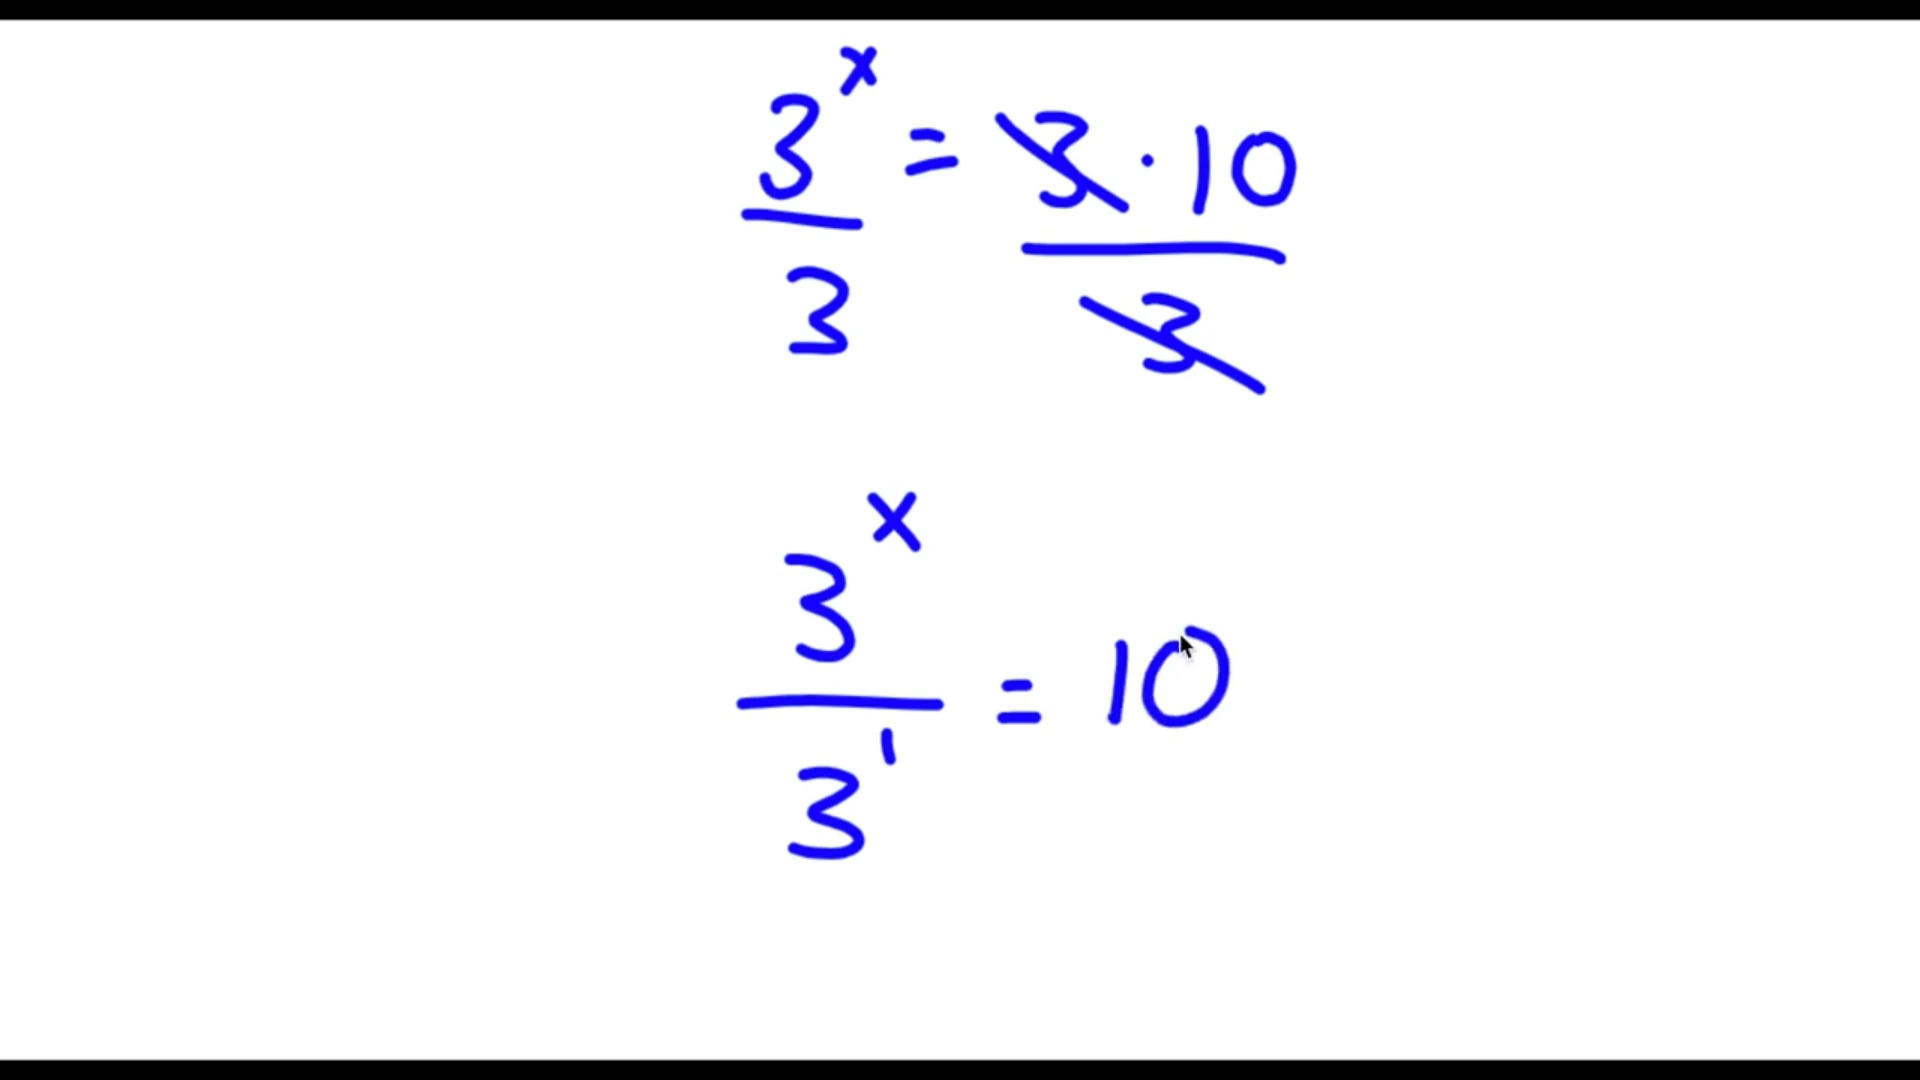 3^x = 3 · 10
3 3
3^x
= 10
3^1